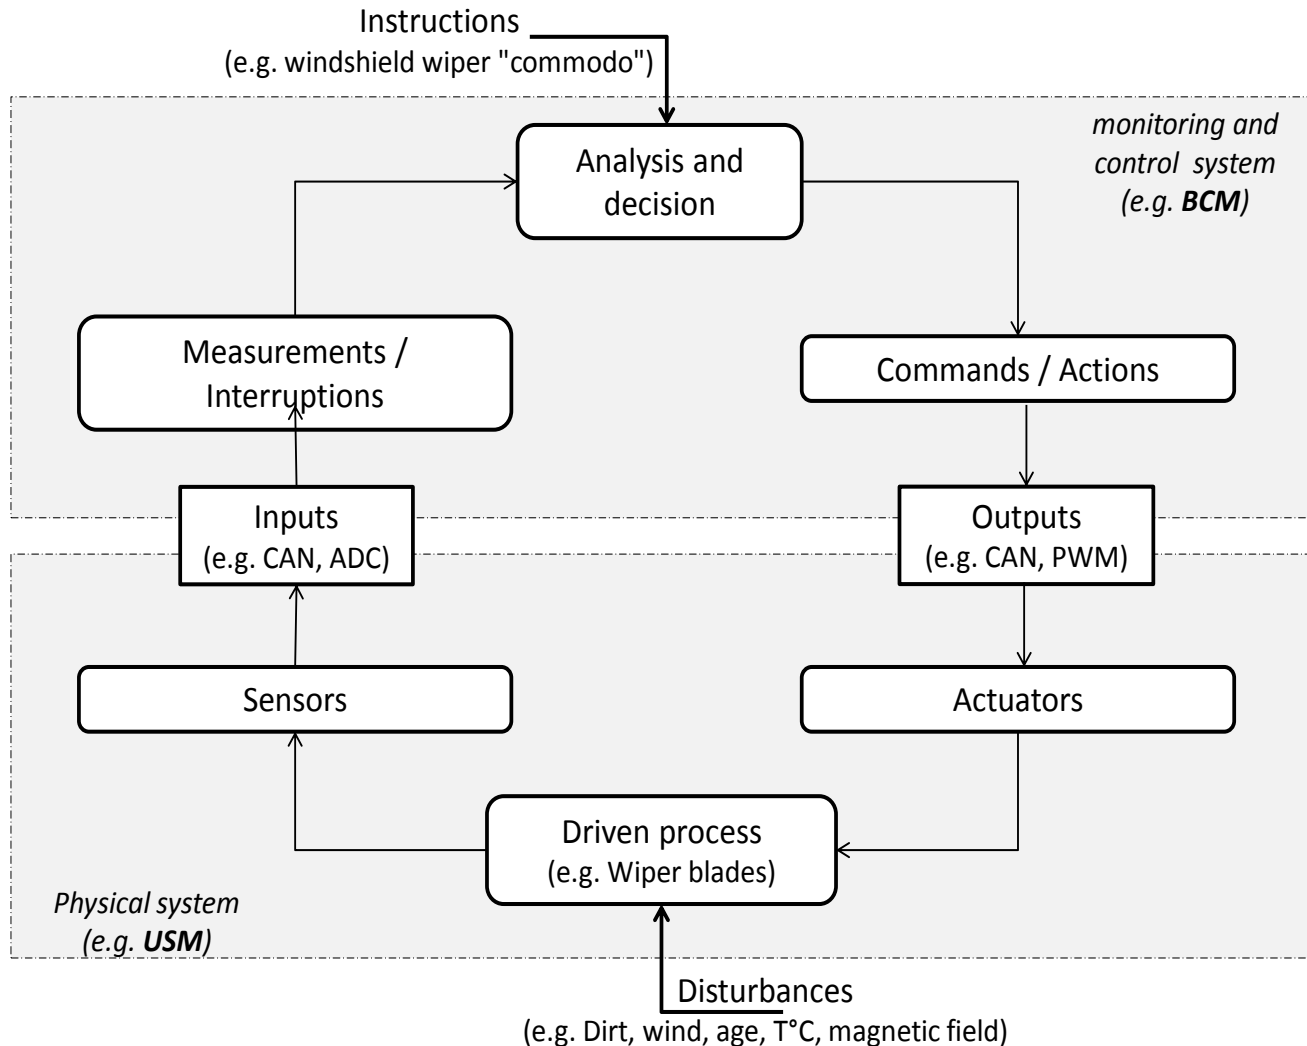 Instructions
(e.g. windshield wiper "commodo")
monitoring and
control system
(e.g. BCM)
Analysis and
decision
Measurements /
Interruptions
Commands / Actions
Inputs
(e.g. CAN, ADC)
Outputs
(e.g. CAN, PWM)
Sensors
Actuators
Driven process
(e.g. Wiper blades)
Physical system
(e.g. USM)
Disturbances
(e.g. Dirt, wind, age, T°C, magnetic field)